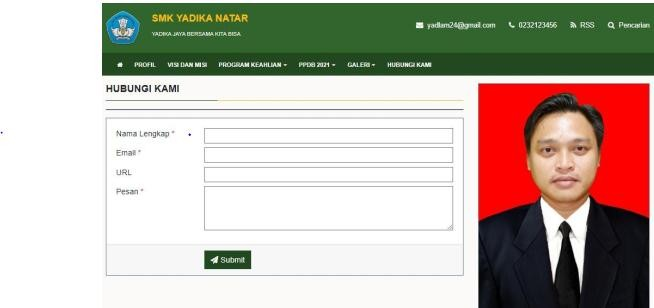 SMK YADIKA NATAR
YADIKA JAYA BERSAMA KITA BISA
yadlam24@gmail.com 0232123456 RSS Pencarian
PROFIL VISI DAN MISI PROGRAM KEAHLIAN PPDB 2021 GALERI HUBUNGI KAMI
HUBUNGI KAMI
Nama Lengkap *
Email *
URL
Pesan *
Submit